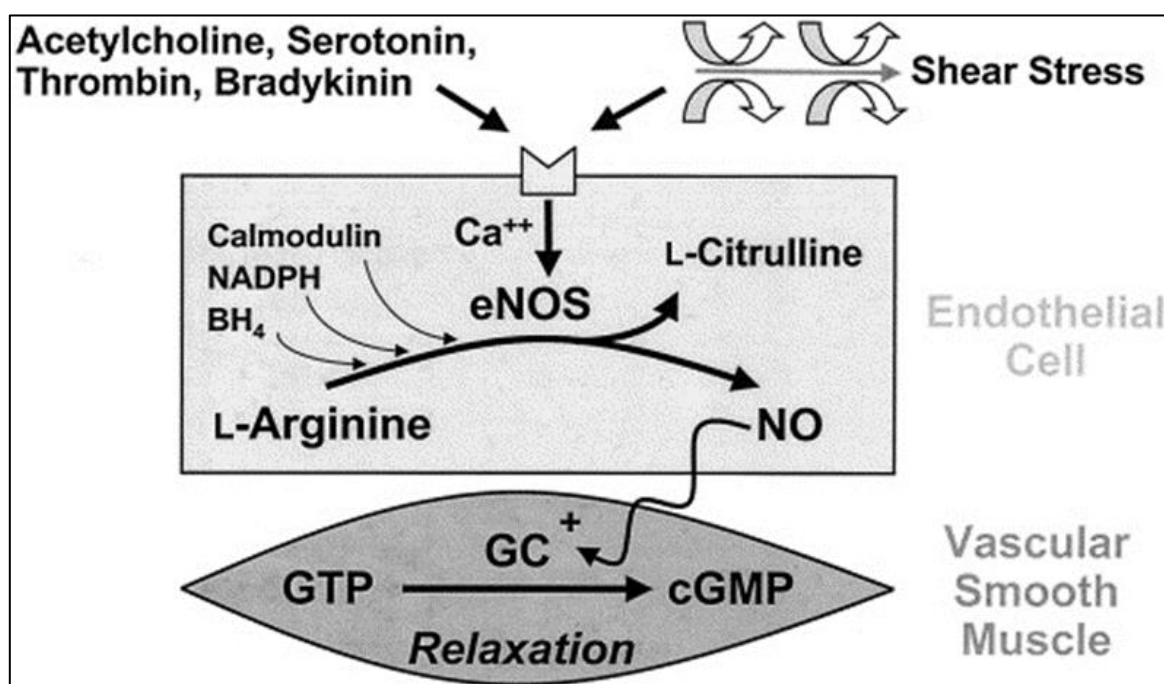 Acetylcholine, Serotonin,
Thrombin, Bradykinin
Shear Stress
Ca⁺⁺
Calmodulin
NADPH
BH₄
eNOS
L-Citrulline
L-Arginine
NO
Endothelial
Cell
GC +
GTP
cGMP
Relaxation
Vascular
Smooth
Muscle